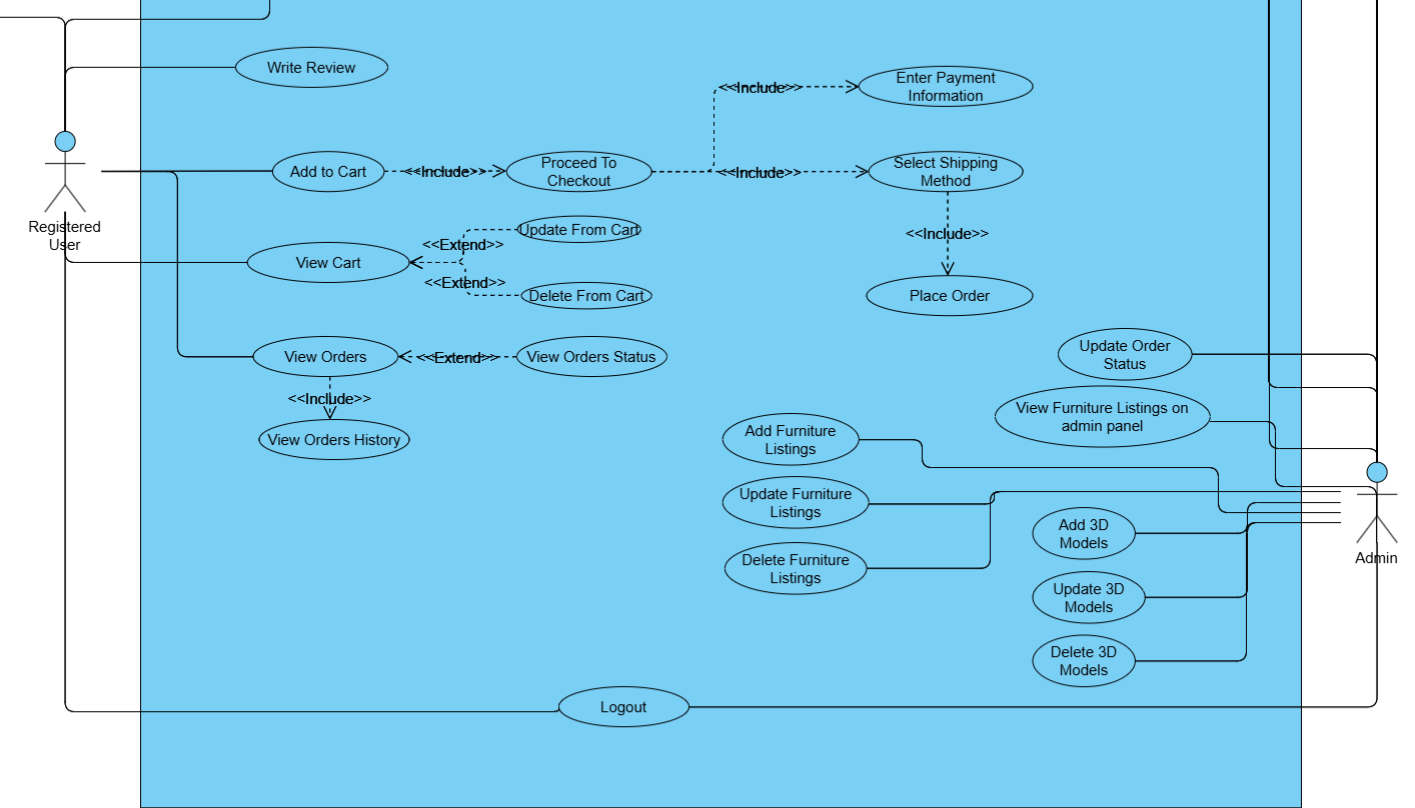 Write Review
Enter Payment
Information
<<Include>>
Registered
User
Add to Cart
<<Include>>
Proceed To
Checkout
<<Include>>
Select Shipping
Method
<<Include>>
Place Order
View Cart
<<Extend>>
Update From Cart
<<Extend>>
Delete From Cart
View Orders
<<Extend>>
View Orders Status
<<Include>>
View Orders History
Update Order
Status
View Furniture Listings on
admin panel
Add Furniture
Listings
Update Furniture
Listings
Delete Furniture
Listings
Add 3D
Models
Update 3D
Models
Delete 3D
Models
Admin
Logout